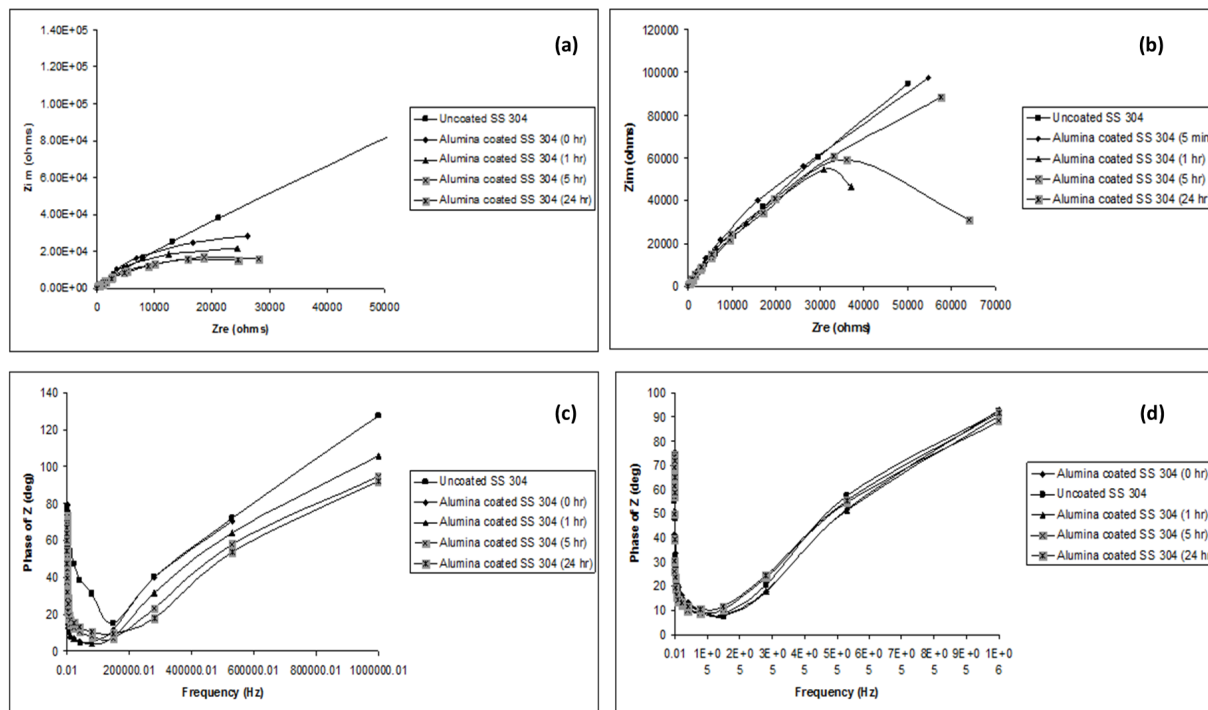 (a)
1.40E+05
1.20E+05
1.00E+05
8.00E+04
6.00E+04
4.00E+04
2.00E+04
0.00E+00
Zim (ohms)
0 10000 20000 30000 40000 50000
Zre (ohms)
Uncoated SS 304
Alumina coated SS 304 (0 hr)
Alumina coated SS 304 (1 hr)
Alumina coated SS 304 (5 hr)
Alumina coated SS 304 (24 hr)
(b)
120000
100000
80000
60000
40000
20000
0
Zim(ohms)
0 10000 20000 30000 40000 50000 60000 70000
Zre (ohms)
Uncoated SS 304
Alumina coated SS 304 (5 min
Alumina coated SS 304 (1 hr)
Alumina coated SS 304 (5 hr)
Alumina coated SS 304 (24 hr)
(c)
140
120
100
80
60
40
20
0
Phase of Z (deg)
0.01 200000.01 400000.01 600000.01 800000.01 1000000.01
Frequency (Hz)
Uncoated SS 304
Alumina coated SS 304 (0 hr)
Alumina coated SS 304 (1 hr)
Alumina coated SS 304 (5 hr)
Alumina coated SS 304 (24 hr)
(d)
100
90
80
70
60
50
40
30
20
10
0
Phase of Z (deg)
0.01 1E+0 2E+0 3E+0 4E+0 5E+0 6E+0 7E+0 8E+0 9E+0 1E+0
5 5 5 5 5 5 5 5 5 6
Frequency (Hz)
Alumina coated SS 304 (0 hr)
Uncoated SS 304
Alumina coated SS 304 (1 hr)
Alumina coated SS 304 (5 hr)
Alumina coated SS 304 (24 hr)